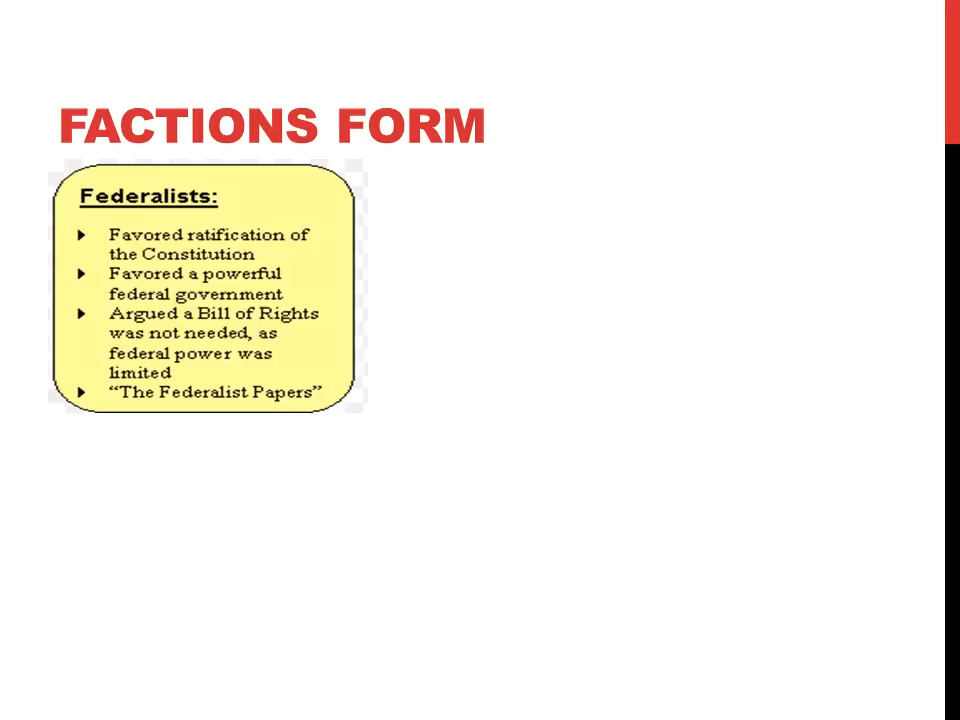 FACTIONS FORM
Federalists:
Favored ratification of
the Constitution
Favored a powerful
federal government
Argued a Bill of Rights
was not needed, as
federal power was
limited
“The Federalist Papers”